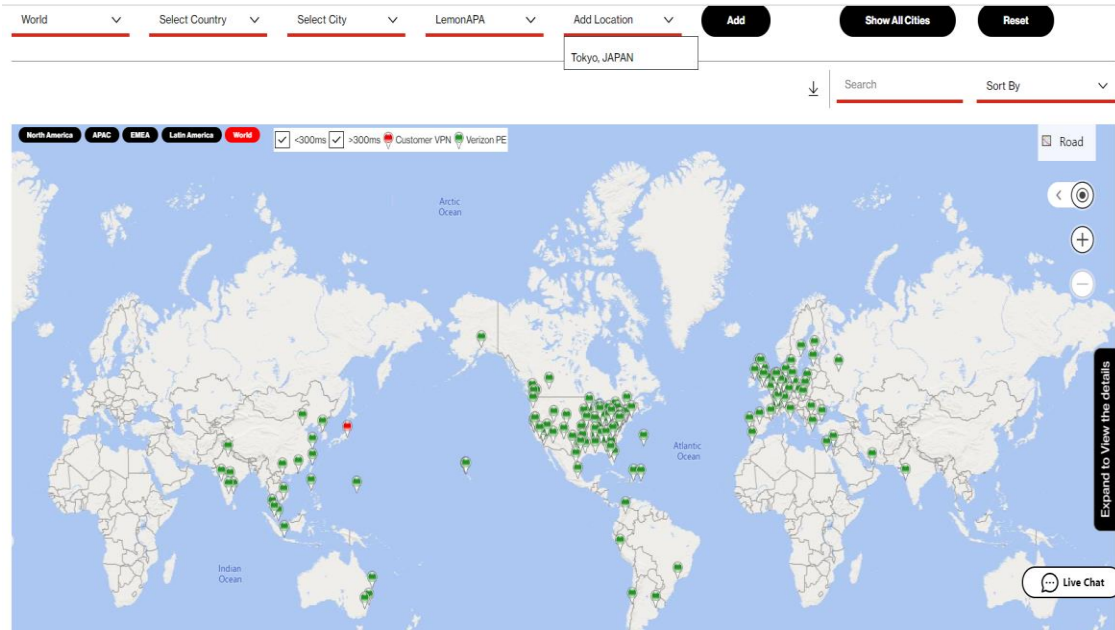 World Select Country Select City LemonAPA Add Location Add Show All Cities Reset
Tokyo, JAPAN
Search Sort By
North America APAC EMEA Latin America World <300ms >300ms Customer VPN Verizon PE
Road
Arctic
Ocean
Atlantic
Ocean
Expand to View the details
Indian
Ocean
Live Chat